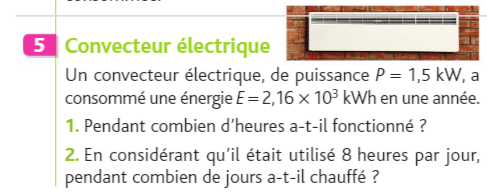 5 Convecteur électrique
Un convecteur électrique, de puissance P = 1,5 kW, a
consommé une énergie E = 2,16 × 10³ kWh en une année.
1. Pendant combien d'heures a-t-il fonctionné ?
2. En considérant qu'il était utilisé 8 heures par jour,
pendant combien de jours a-t-il chauffé ?